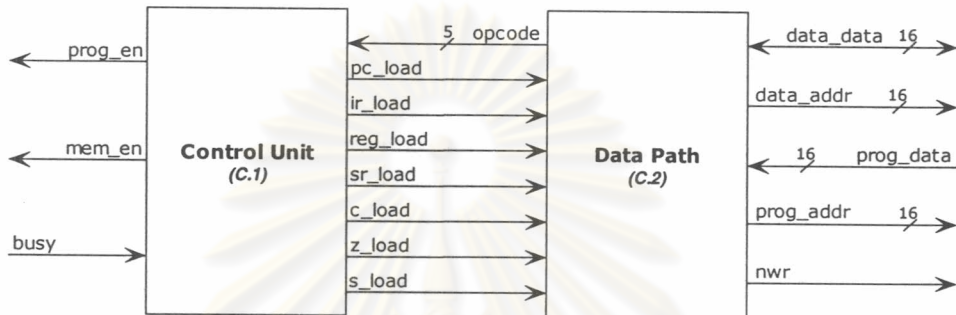 prog_en
mem_en
busy
Control Unit
(C.1)
5 opcode
pc_load
ir_load
reg_load
sr_load
c_load
z_load
s_load
Data Path
(C.2)
data_data 16
data_addr 16
16 prog_data
prog_addr 16
nwr